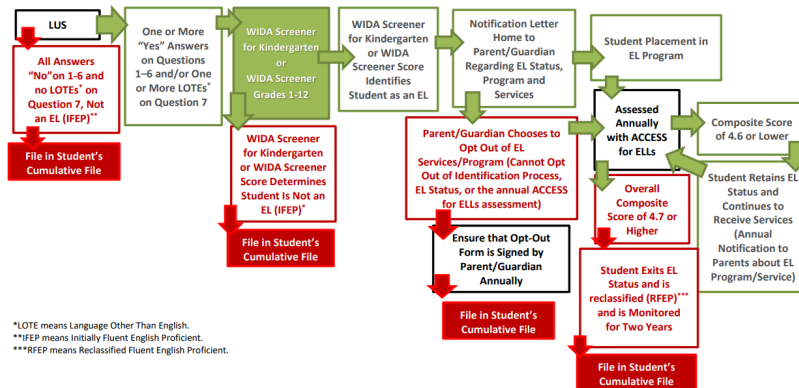 LUS
All Answers
“No”on 1-6 and
no LOTEs* on
Question 7, Not
an EL (IFEP)**
File in Student’s
Cumulative File
One or More
“Yes” Answers
on Questions
1–6 and/or One
or More LOTEs*
on Question 7
WIDA Screener
for Kindergarten
or
WIDA Screener
Grades 1-12
WIDA Screener
for Kindergarten
or WIDA Screener
Score Determines
Student Is Not
an EL (IFEP)*
File in Student’s
Cumulative File
WIDA Screener
for Kindergarten
or WIDA
Screener Score
Identifies
Student as an EL
Notification Letter
Home to
Parent/Guardian
Regarding EL Status,
Program and
Services
Parent/Guardian Chooses to
Opt Out of EL
Services/Program (Cannot Opt
Out of Identification Process,
EL Status, or the annual ACCESS
for ELLs assessment)
Ensure that Opt-Out
Form is Signed by
Parent/Guardian
Annually
File in Student’s
Cumulative File
Student Placement in
EL Program
Assessed
Annually
with ACCESS
for ELLs
Composite Score
of 4.6 or Lower
Student Retains EL
Status and
Continues to
Receive Services
(Annual
Notification to
Parents about EL
Program/Service)
Overall
Composite
Score of 4.7 or
Higher
Student Exits EL
Status and is
reclassified (RFEP)***
and is Monitored
for Two Years
File in Student’s
Cumulative File
*LOTE means Language Other Than English.
**IFEP means Initially Fluent English Proficient.
***RFEP means Reclassified Fluent English Proficient.